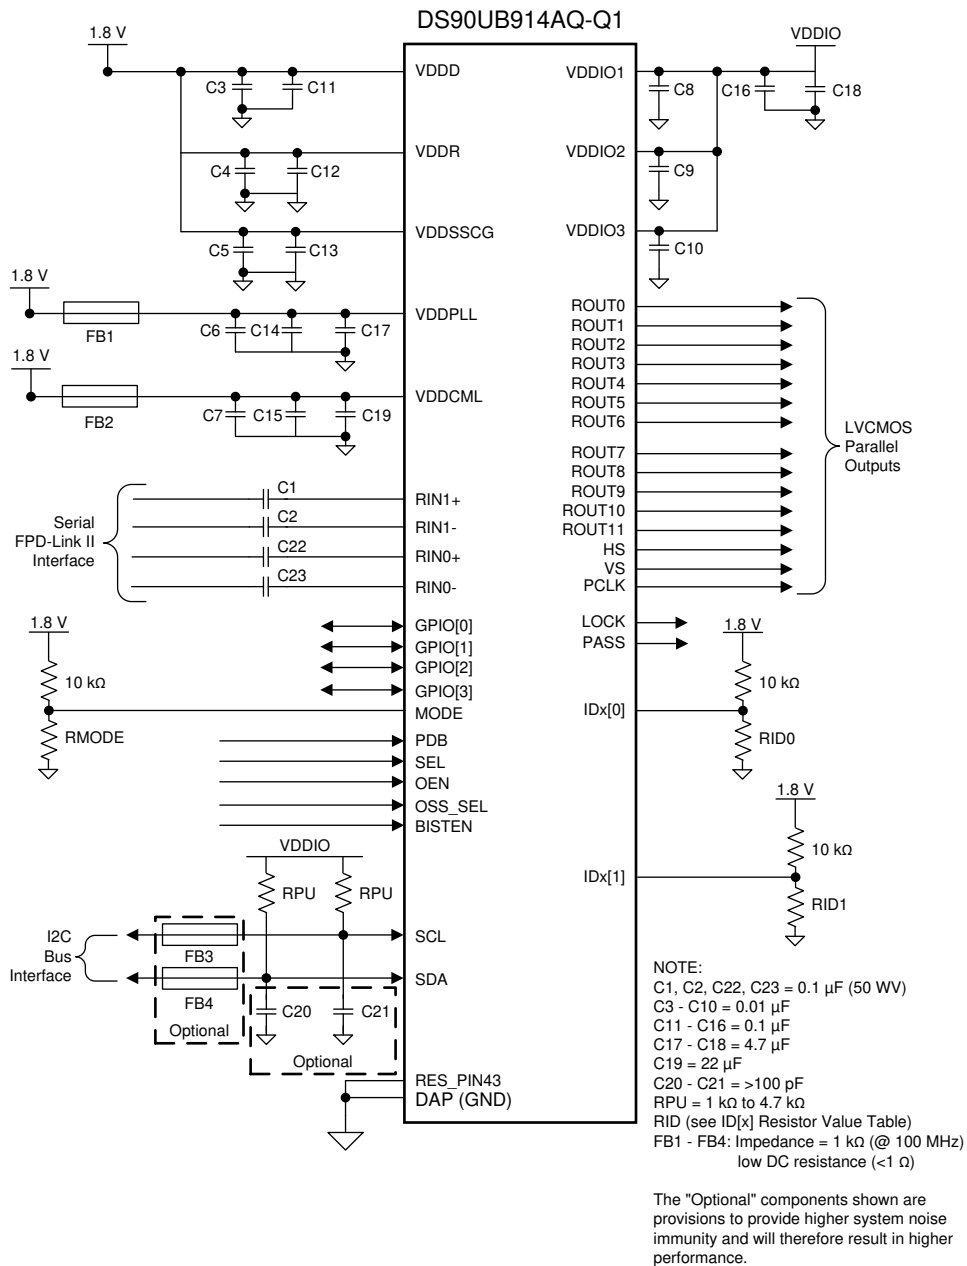 DS90UB914AQ-Q1
1.8 V
VDDD
C3
C11
VDDR
C4
C12
VDDSSCG
C5
C13
1.8 V
FB1
C6
C14
C17
VDDPLL
1.8 V
FB2
C7
C15
C19
VDDCML
Serial
FPD-Link II
Interface
C1
RIN1+
C2
RIN1-
C22
RIN0+
C23
RIN0-
GPIO[0]
GPIO[1]
GPIO[2]
GPIO[3]
1.8 V
10 kΩ
MODE
RMODE
PDB
SEL
OEN
OSS_SEL
BISTEN
VDDIO
RPU
RPU
I2C
Bus
Interface
FB3
SCL
FB4
SDA
Optional
C20
C21
Optional
RES_PIN43
DAP (GND)
VDDIO
VDDIO1
C8
C16
C18
VDDIO2
C9
VDDIO3
C10
ROUT0
ROUT1
ROUT2
ROUT3
ROUT4
ROUT5
ROUT6
ROUT7
ROUT8
ROUT9
ROUT10
ROUT11
HS
VS
PCLK
LVCMOS
Parallel
Outputs
LOCK
PASS
1.8 V
10 kΩ
IDx[0]
RID0
1.8 V
10 kΩ
IDx[1]
RID1
NOTE:
C1, C2, C22, C23 = 0.1 µF (50 WV)
C3 - C10 = 0.01 µF
C11 - C16 = 0.1 µF
C17 - C18 = 4.7 µF
C19 = 22 µF
C20 - C21 = >100 pF
RPU = 1 kΩ to 4.7 kΩ
RID (see ID[x] Resistor Value Table)
FB1 - FB4: Impedance = 1 kΩ (@ 100 MHz)
low DC resistance (<1 Ω)
The "Optional" components shown are
provisions to provide higher system noise
immunity and will therefore result in higher
performance.